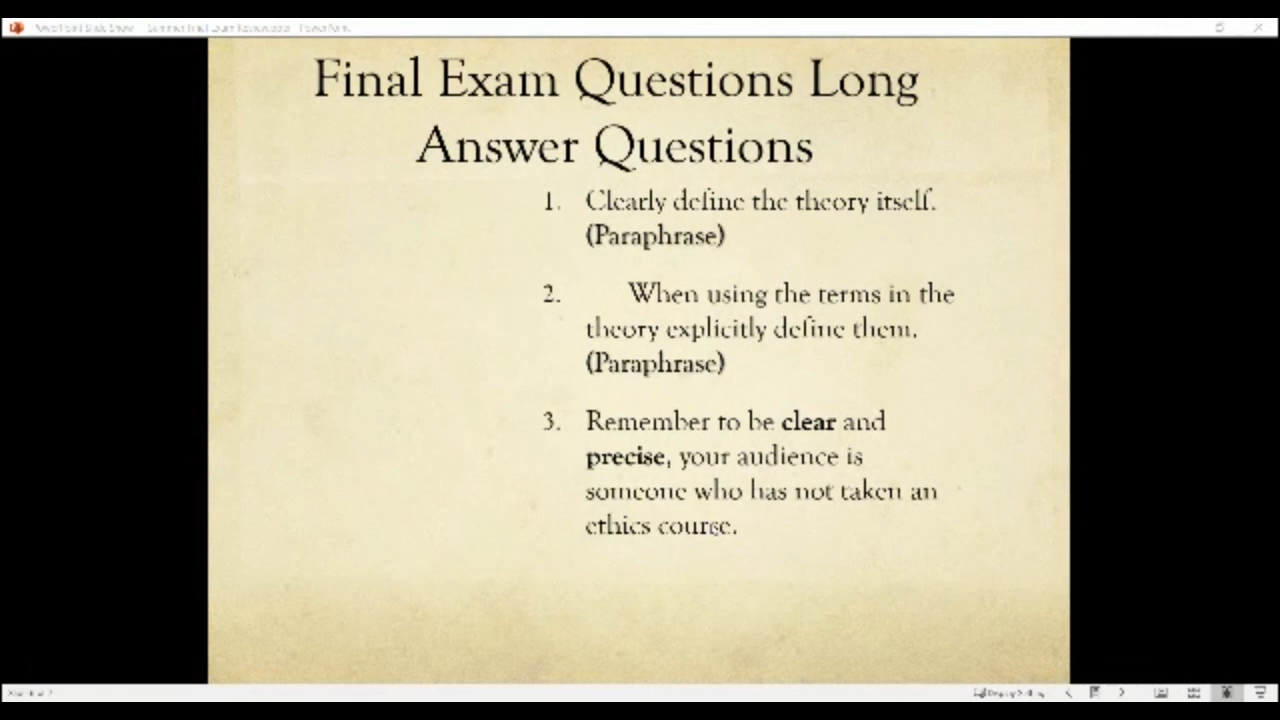 Final Exam Questions Long
Answer Questions
1. Clearly define the theory itself.
(Paraphrase)
2. When using the terms in the
theory explicitly define them.
(Paraphrase)
3. Remember to be clear and
precise, your audience is
someone who has not taken an
ethics course.